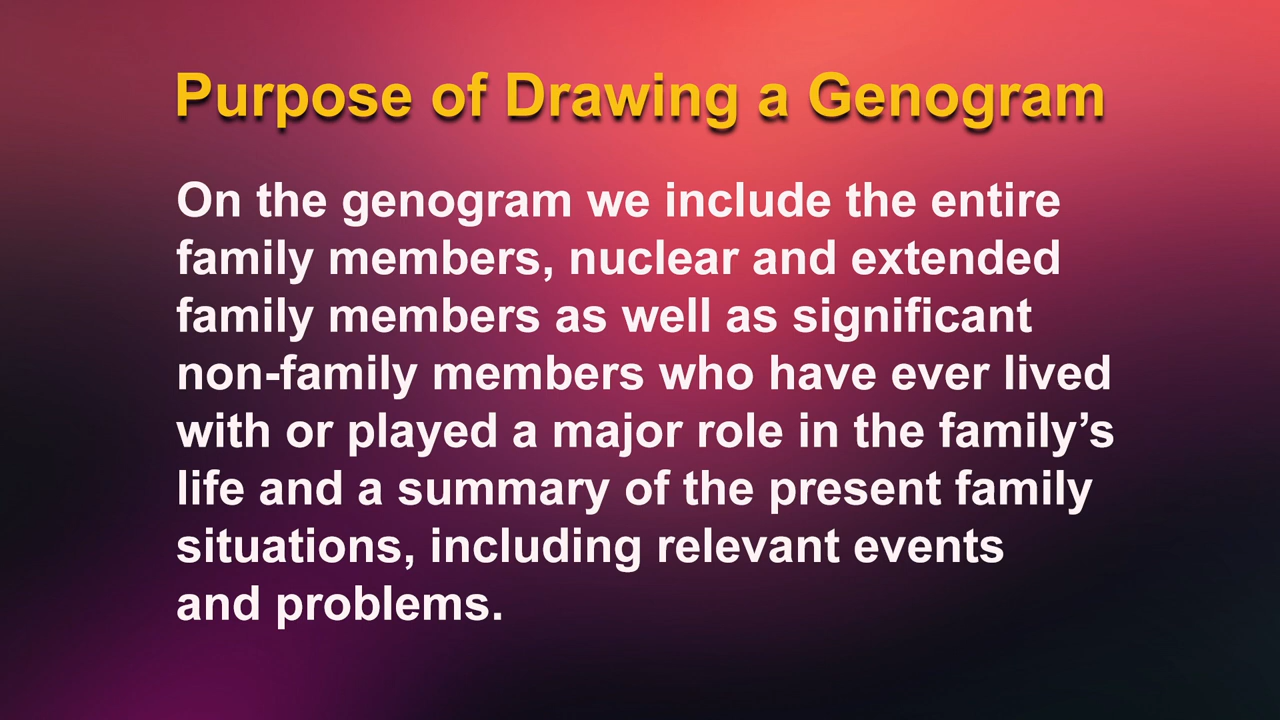 Purpose of Drawing a Genogram
On the genogram we include the entire
family members, nuclear and extended
family members as well as significant
non-family members who have ever lived
with or played a major role in the family’s
life and a summary of the present family
situations, including relevant events
and problems.